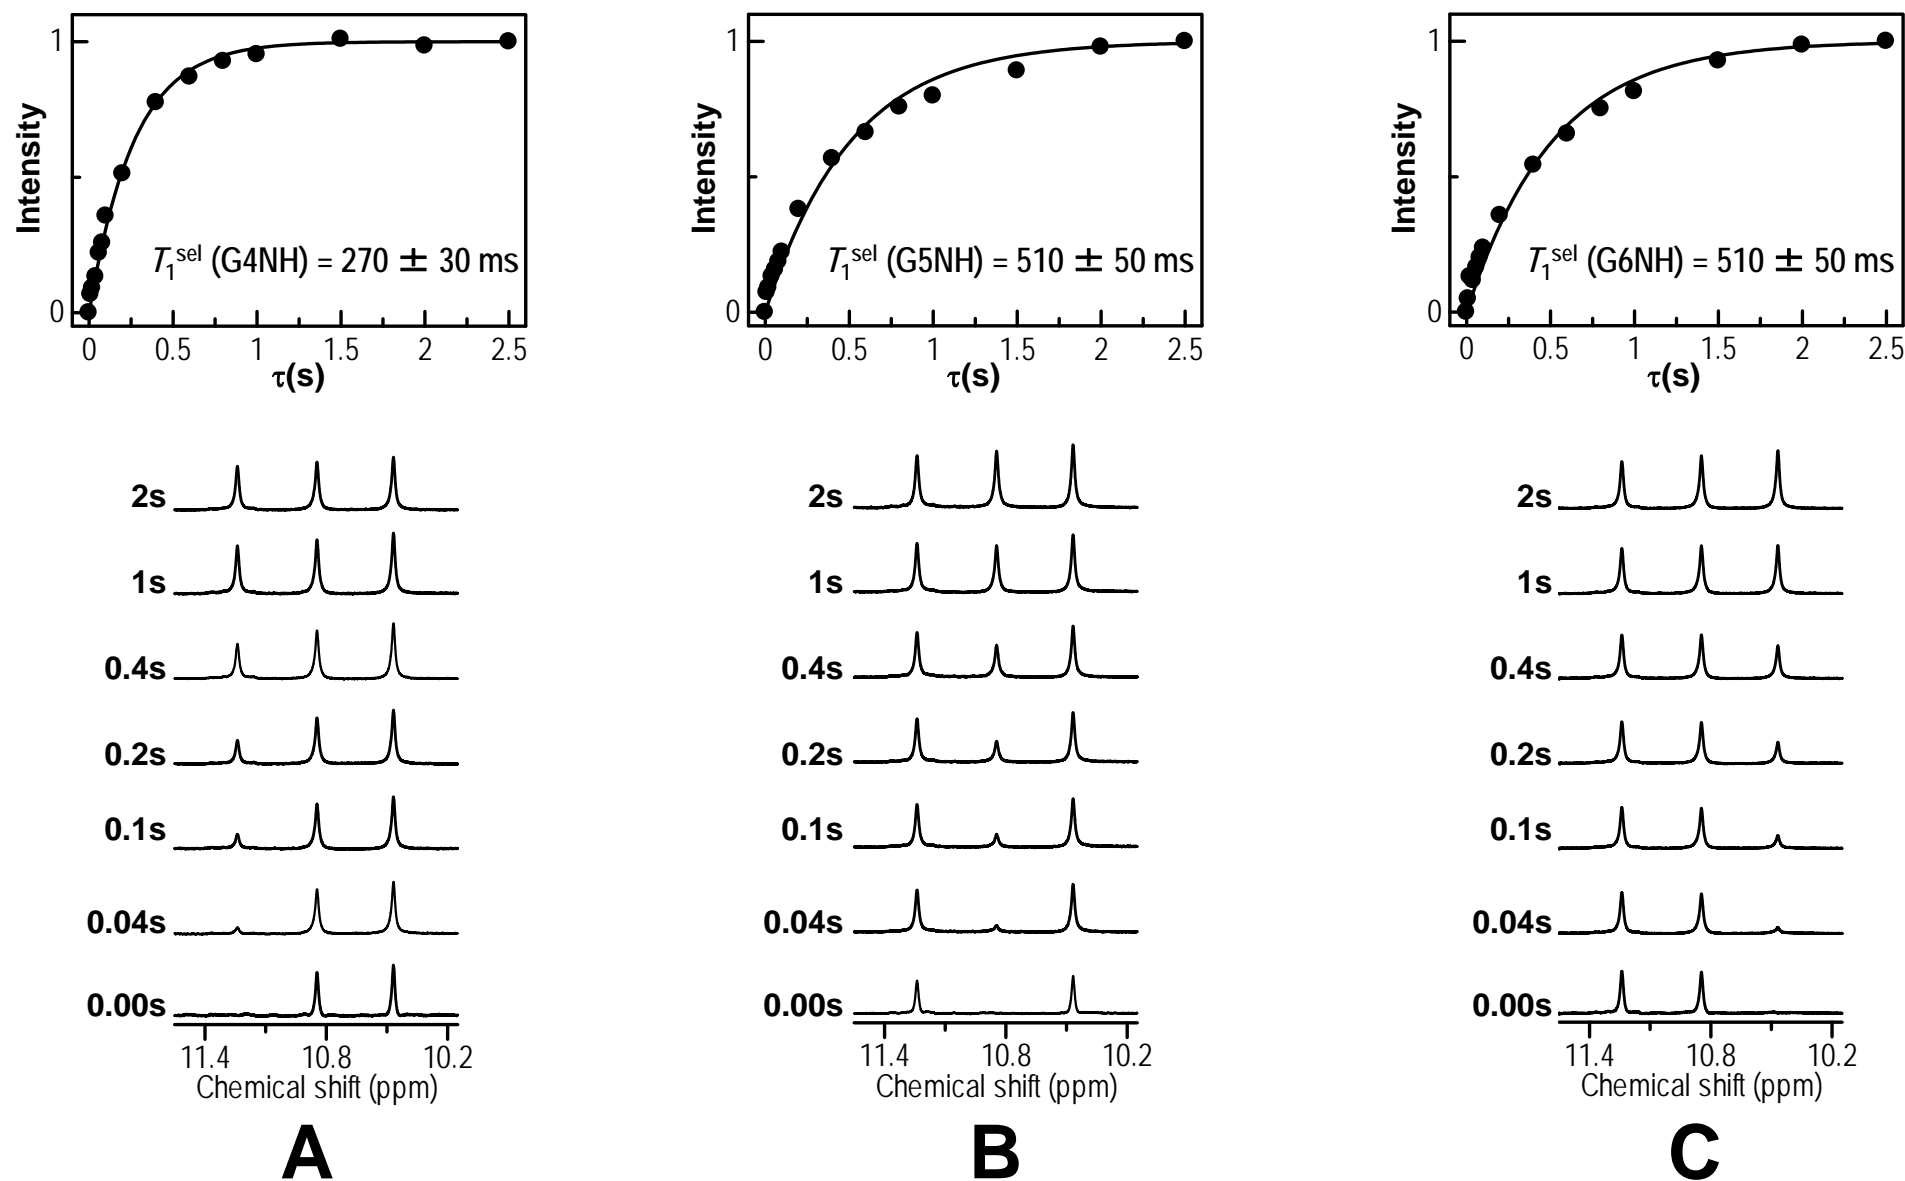 1
0
Intensity
T1sel (G4NH) = 270 ± 30 ms
0 0.5 1 1.5 2 2.5
τ(s)
2s
1s
0.4s
0.2s
0.1s
0.04s
0.00s
11.4 10.8 10.2
Chemical shift (ppm)
A
1
0
Intensity
T1sel (G5NH) = 510 ± 50 ms
0 0.5 1 1.5 2 2.5
τ(s)
2s
1s
0.4s
0.2s
0.1s
0.04s
0.00s
11.4 10.8 10.2
Chemical shift (ppm)
B
1
0
Intensity
T1sel (G6NH) = 510 ± 50 ms
0 0.5 1 1.5 2 2.5
τ(s)
2s
1s
0.4s
0.2s
0.1s
0.04s
0.00s
11.4 10.8 10.2
Chemical shift (ppm)
C